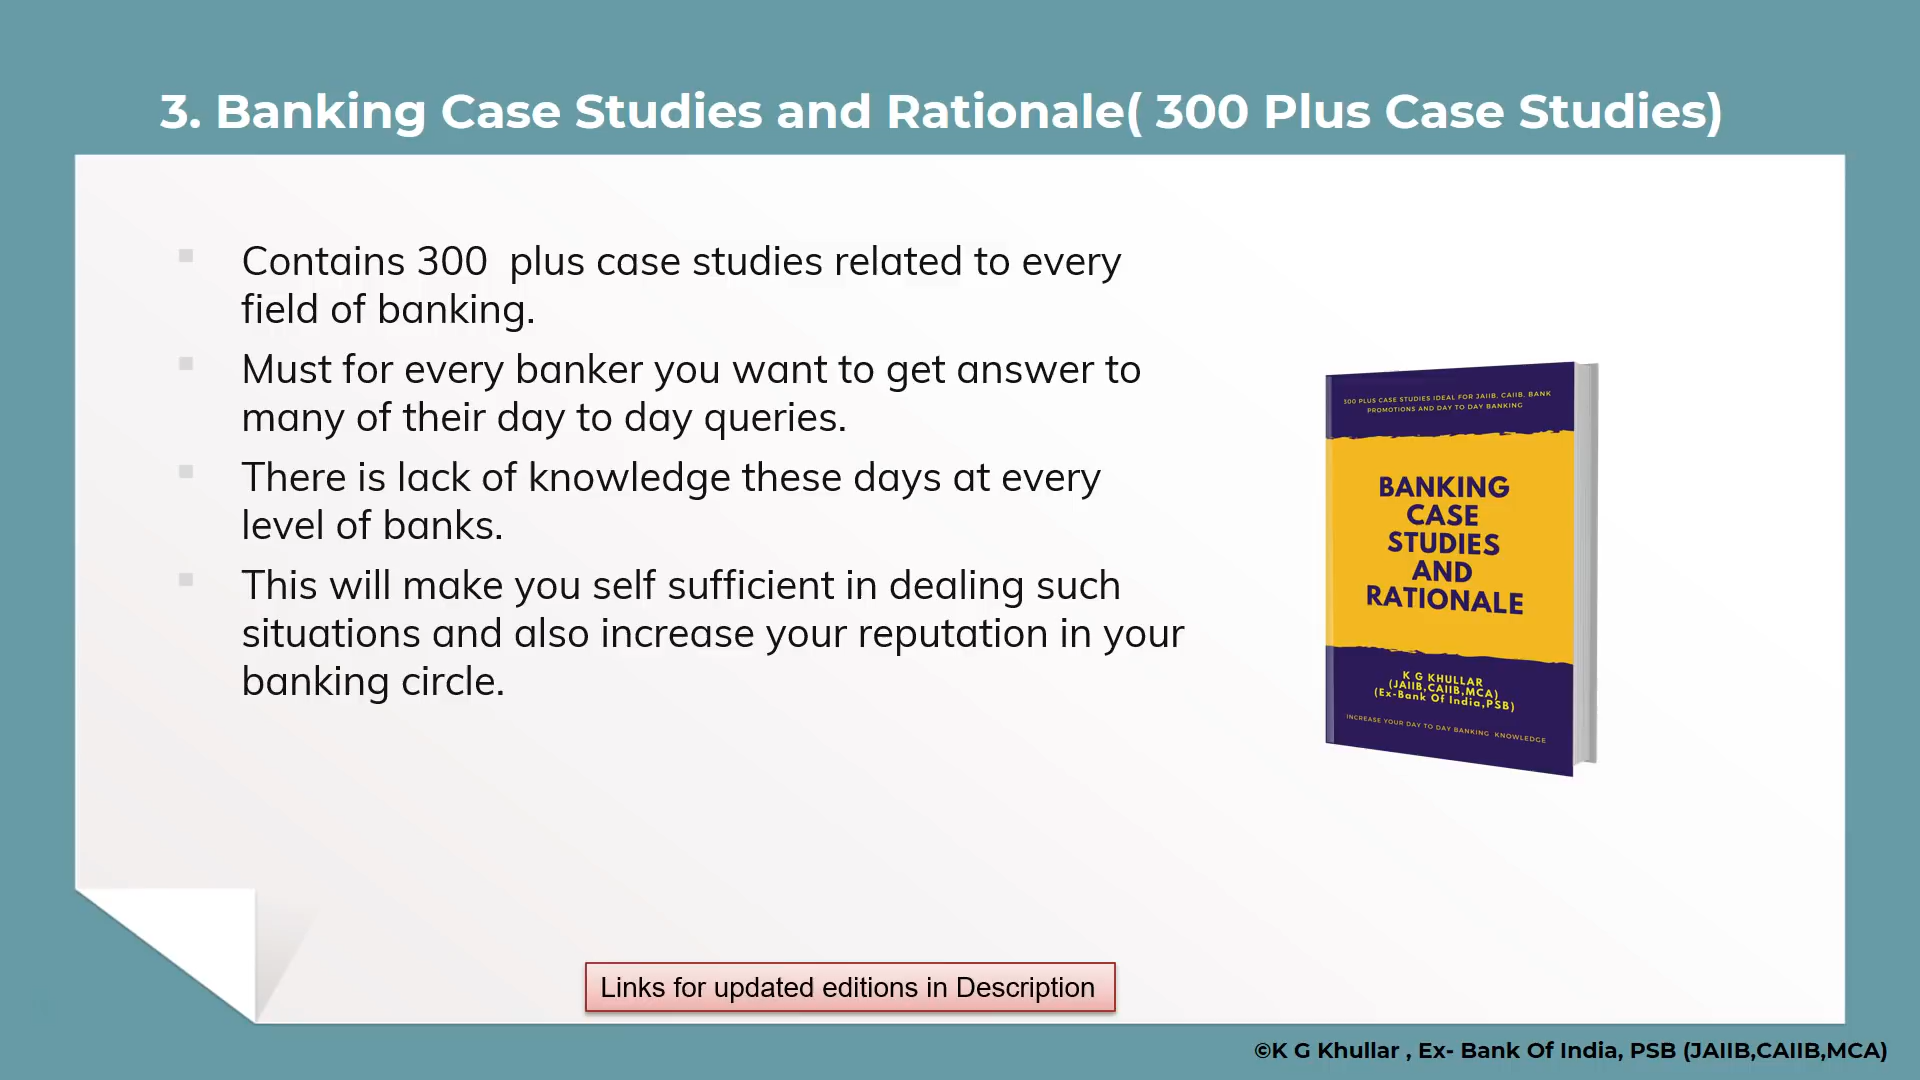 3. Banking Case Studies and Rationale( 300 Plus Case Studies)
Contains 300  plus case studies related to every
field of banking.
Must for every banker you want to get answer to
many of their day to day queries.
There is lack of knowledge these days at every
level of banks.
This will make you self sufficient in dealing such
situations and also increase your reputation in your
banking circle.
300 PLUS CASE STUDIES IDEAL FOR JAIIB, CAIIB, BANK
PROMOTIONS AND DAY TO DAY BANKING
BANKING
CASE
STUDIES
AND
RATIONALE
K G KHULLAR
(JAIIB,CAIIB,MCA)
(Ex-Bank Of India,PSB)
INCREASE YOUR DAY TO DAY BANKING  KNOWLEDGE
Links for updated editions in Description
©K G Khullar , Ex- Bank Of India, PSB (JAIIB,CAIIB,MCA)